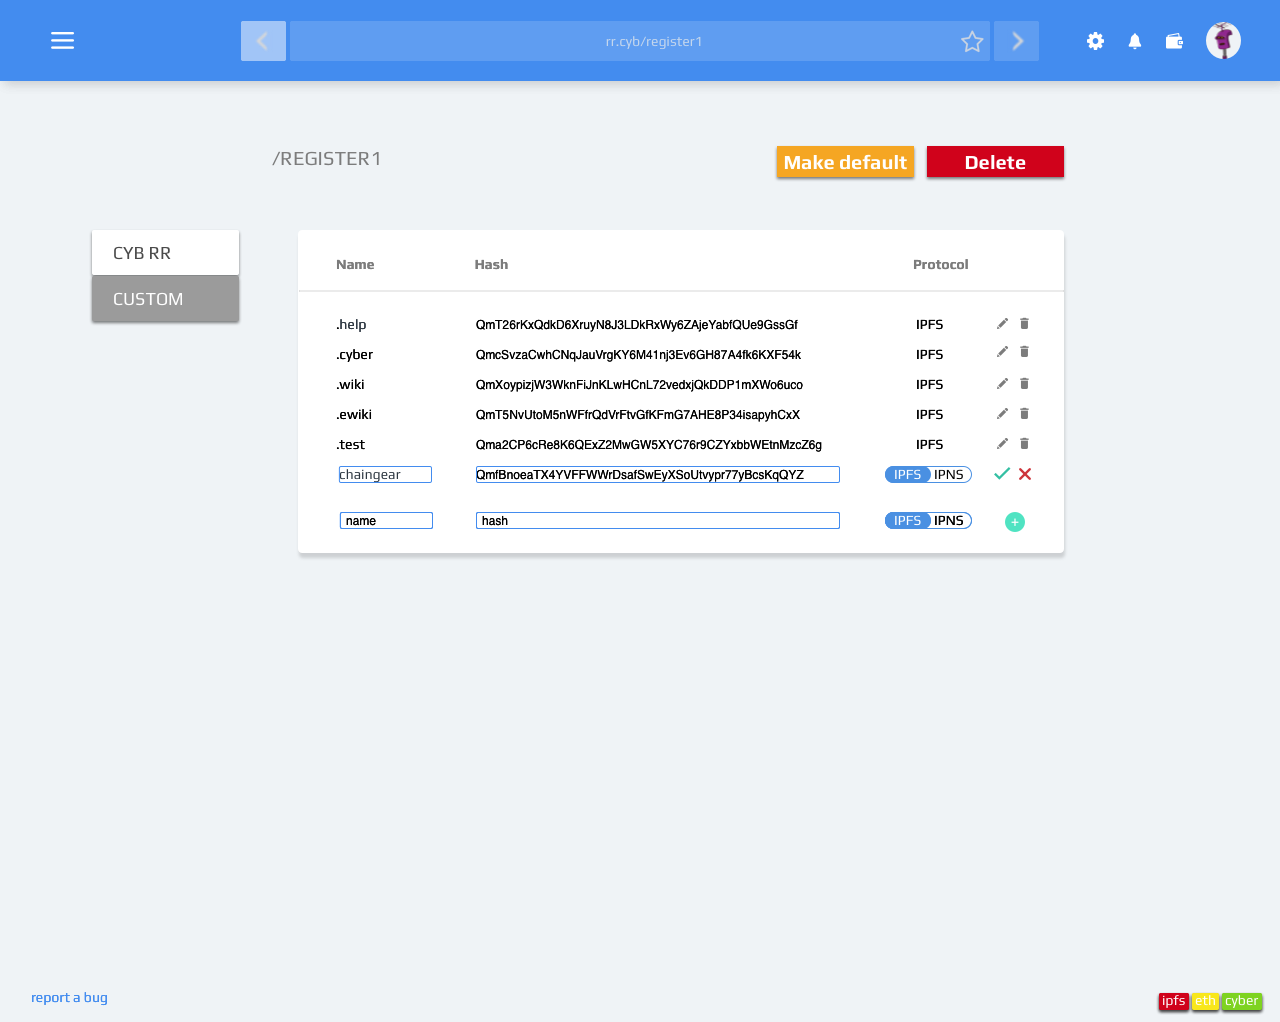 rr.cyb/register1
/REGISTER1
Make default
Delete
CYB RR
CUSTOM
Name Hash Protocol
.help QmT26rKxQdkD6XruyN8J3LDkRxWy6ZAjeYabfQUe9GssGf IPFS
.cyber QmcSvzaCwhCNqJauVrgKY6M41nj3Ev6GH87A4fk6KXF54k IPFS
.wiki QmXoypizjW3WknFiJnKLwHCnL72vedxjQkDDP1mXWo6uco IPFS
.ewiki QmT5NvUtoM5nWFfrQdVrFtvGfKFmG7AHE8P34isapyhCxX IPFS
.test Qma2CP6cRe8K6QExZ2MwGW5XYC76r9CZYxbbWEtnMzcZ6g IPFS
chaingear QmfBnoeaTX4YVFFWWrDsafSwEyXSoUtvypr77yBcsKqQYZ IPFS IPNS
name hash IPFS IPNS
report a bug
ipfs eth cyber